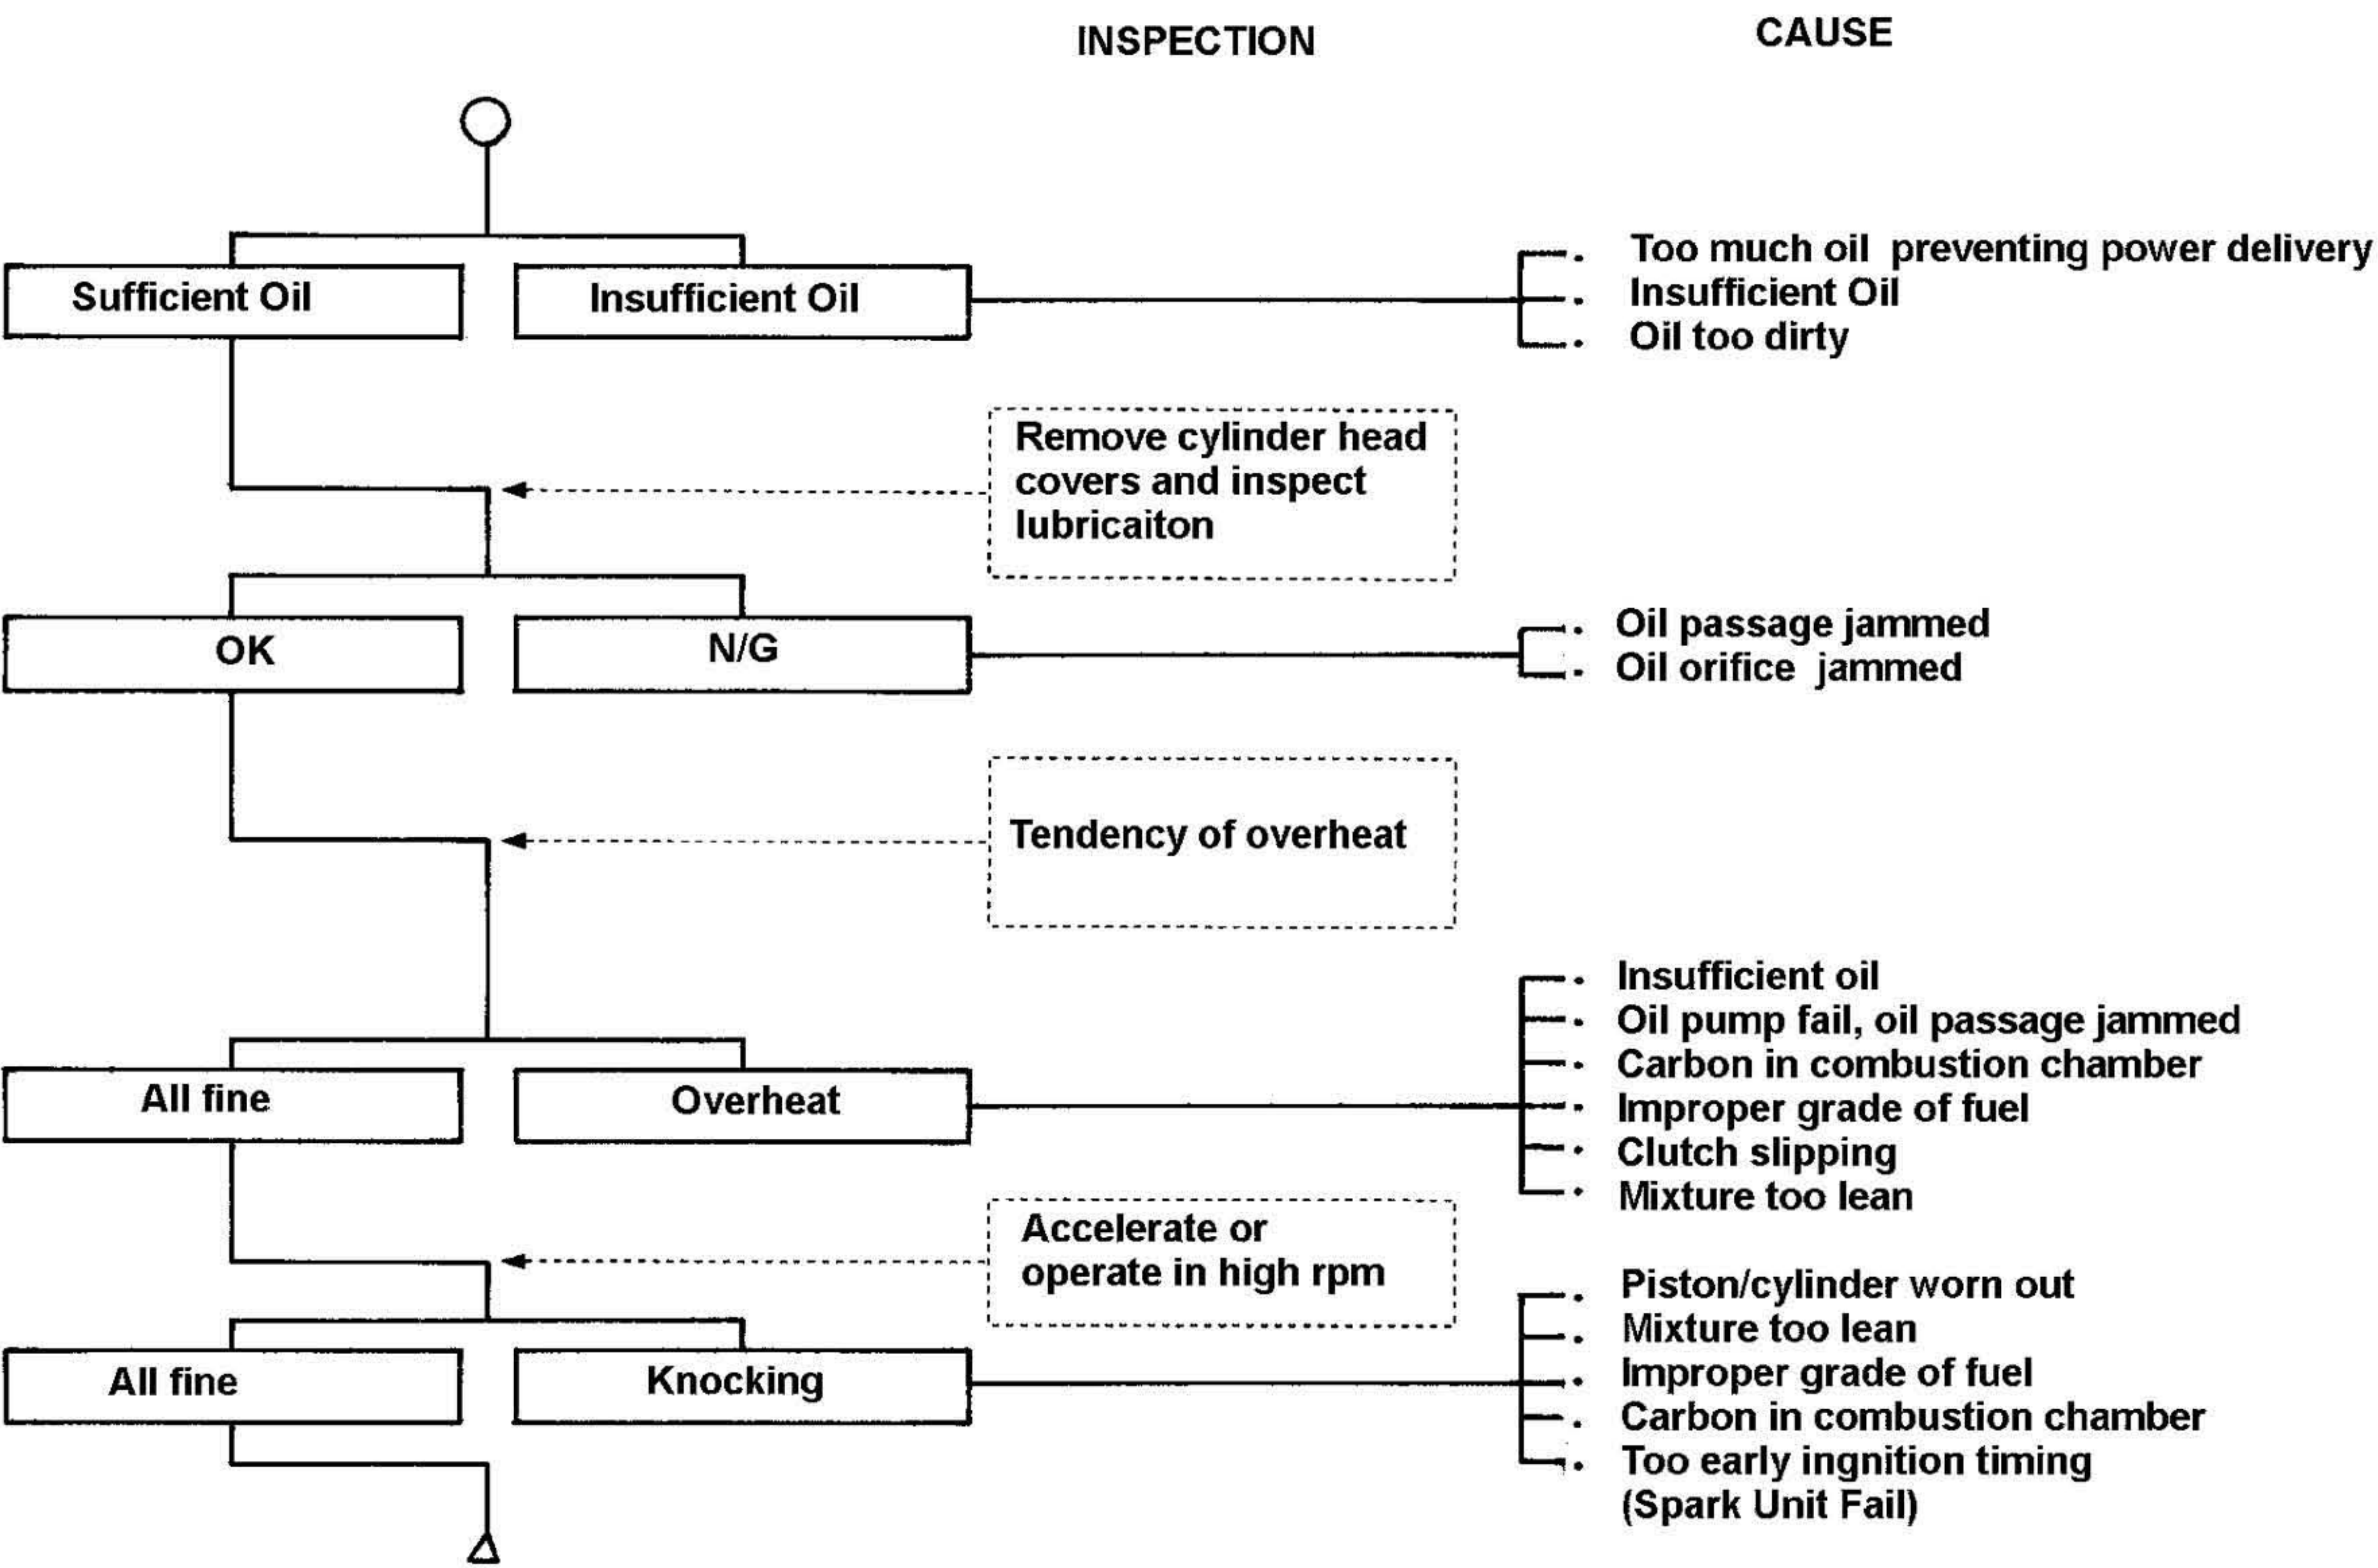 INSPECTION
CAUSE
Sufficient Oil
Insufficient Oil
Too much oil preventing power delivery
Insufficient Oil
Oil too dirty
Remove cylinder head
covers and inspect
lubricaiton
OK
N/G
Oil passage jammed
Oil orifice jammed
Tendency of overheat
All fine
Overheat
Insufficient oil
Oil pump fail, oil passage jammed
Carbon in combustion chamber
Improper grade of fuel
Clutch slipping
Mixture too lean
Accelerate or
operate in high rpm
All fine
Knocking
Piston/cylinder worn out
Mixture too lean
Improper grade of fuel
Carbon in combustion chamber
Too early ingnition timing
(Spark Unit Fail)